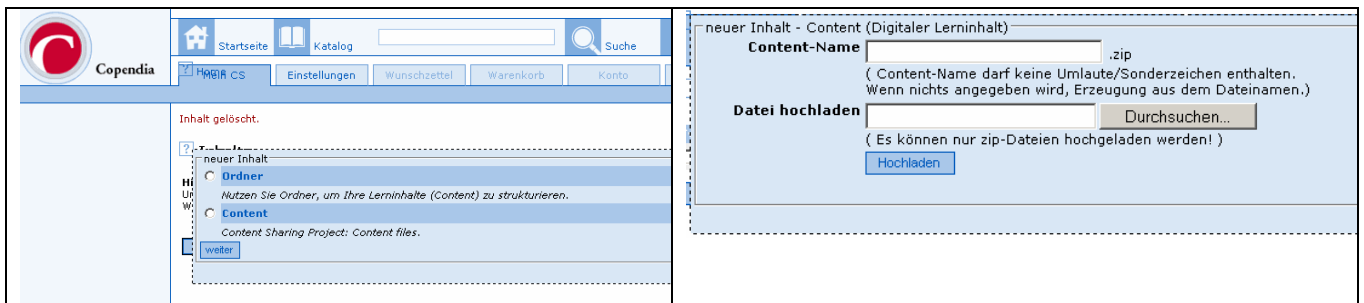 Copendia
Startseite Katalog Suche
Home
Mein CS Einstellungen Wunschzettel Warenkorb Konto
Inhalt gelöscht.
neuer Inhalt
Ordner
Nutzen Sie Ordner, um Ihre Lerninhalte (Content) zu strukturieren.
Content
Content Sharing Project: Content files.
weiter
neuer Inhalt - Content (Digitaler Lerninhalt)
Content-Name .zip
( Content-Name darf keine Umlaute/Sonderzeichen enthalten.
Wenn nichts angegeben wird, Erzeugung aus dem Dateinamen.)
Datei hochladen Durchsuchen...
( Es können nur zip-Dateien hochgeladen werden! )
Hochladen